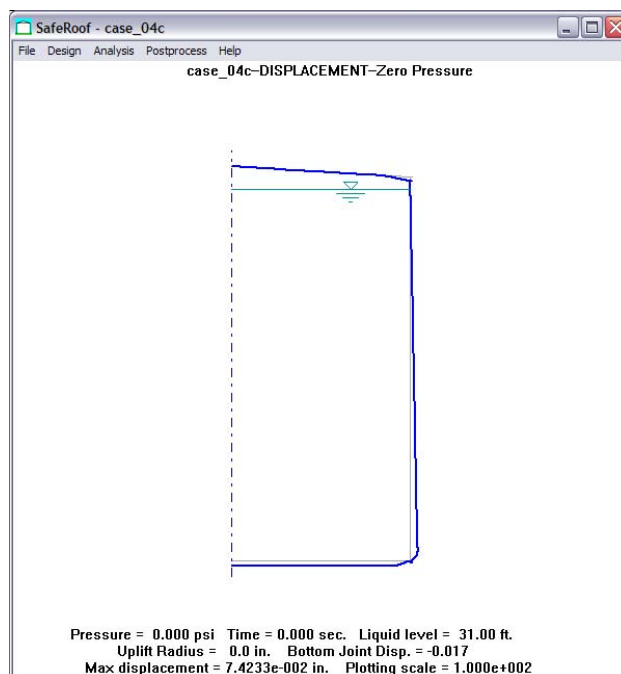 SafeRoof - case_04c
File Design Analysis Postprocess Help
case_04c-DISPLACEMENT-Zero Pressure
Pressure = 0.000 psi Time = 0.000 sec. Liquid level = 31.00 ft.
Uplift Radius = 0.0 in. Bottom Joint Disp. = -0.017
Max displacement = 7.4233e-002 in. Plotting scale = 1.000e+002